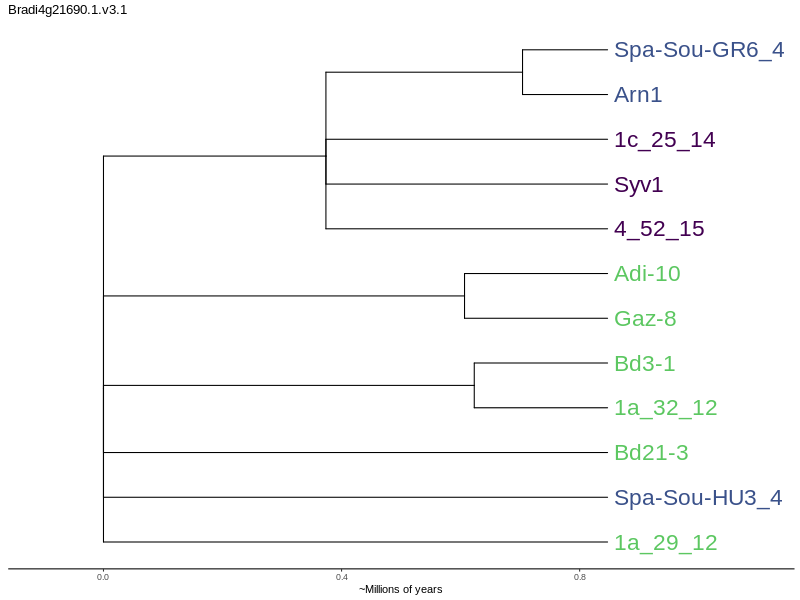 Bradi4g21690.1.v3.1
Spa-Sou-GR6_4
Arn1
1c_25_14
Syv1
4_52_15
Adi-10
Gaz-8
Bd3-1
1a_32_12
Bd21-3
Spa-Sou-HU3_4
1a_29_12
0.0 0.4 0.8
~Millions of years